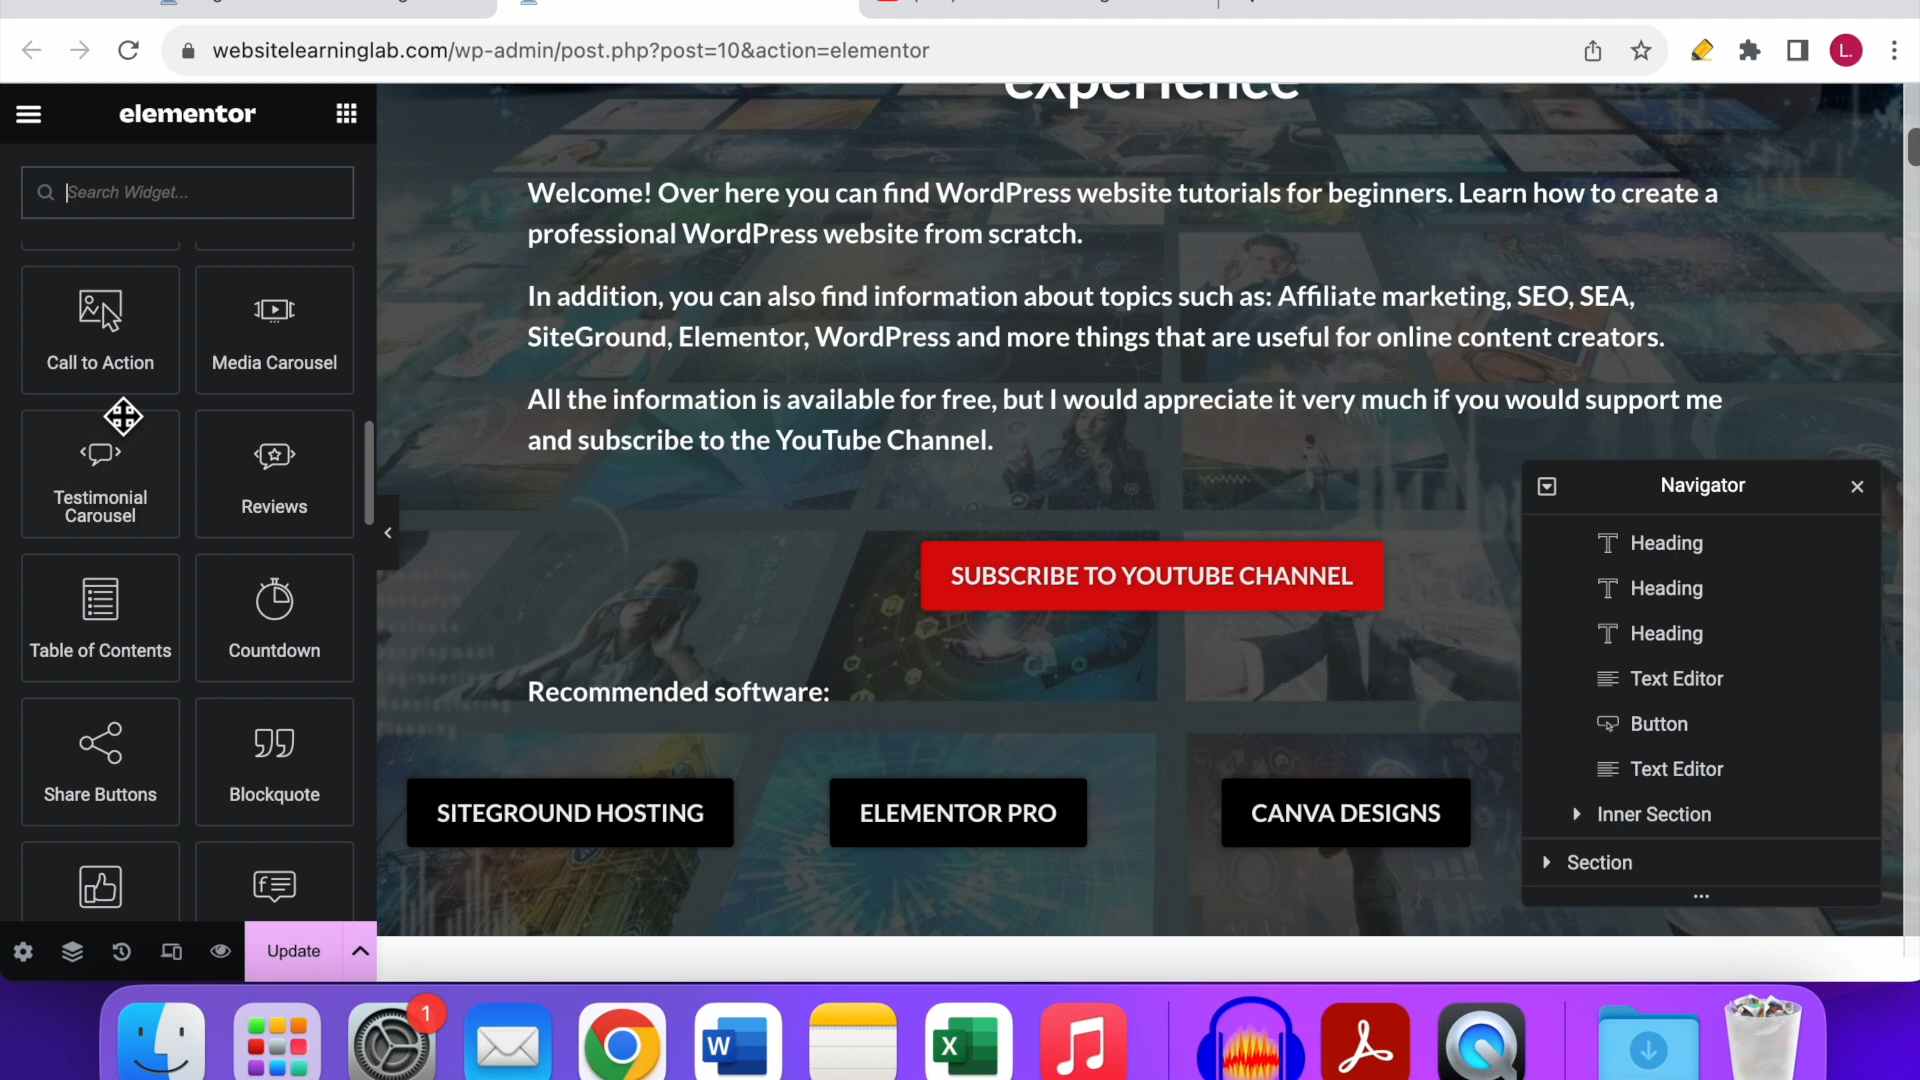 websitelearninglab.com/wp-admin/post.php?post=10&action=elementor
L.
elementor
Search Widget...
Call to Action
Media Carousel
Testimonial
Carousel
Reviews
Table of Contents
Countdown
Share Buttons
Blockquote
Update
experience
Welcome! Over here you can find WordPress website tutorials for beginners. Learn how to create a
professional WordPress website from scratch.
In addition, you can also find information about topics such as: Affiliate marketing, SEO, SEA,
SiteGround, Elementor, WordPress and more things that are useful for online content creators.
All the information is available for free, but I would appreciate it very much if you would support me
and subscribe to the YouTube Channel.
SUBSCRIBE TO YOUTUBE CHANNEL
Recommended software:
SITEGROUND HOSTING
ELEMENTOR PRO
CANVA DESIGNS
Navigator
Heading
Heading
Heading
Text Editor
Button
Text Editor
Inner Section
Section
1
W
X